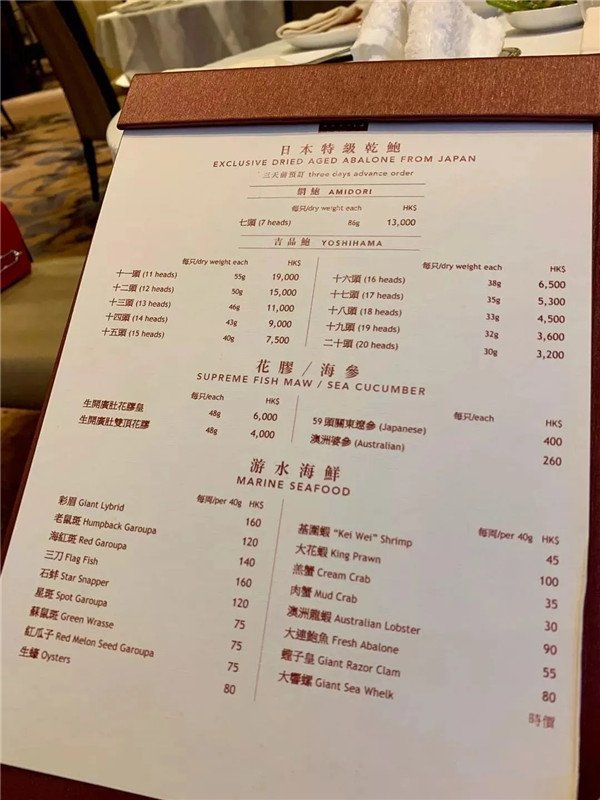 日本特級乾鮑
EXCLUSIVE DRIED AGED ABALONE FROM JAPAN
三天前預訂 three days advance order
網鮑 AMIDORI
每只/dry weight each HK$
七頭 (7 heads) 86g 13,000
吉品鮑 YOSHIHAMA
每只/dry weight each HK$
十一頭 (11 heads) 55g 19,000
十二頭 (12 heads) 50g 15,000
十三頭 (13 heads) 46g 11,000
十四頭 (14 heads) 43g 9,000
十五頭 (15 heads) 40g 7,500
每只/dry weight each HK$
十六頭 (16 heads) 38g 6,500
十七頭 (17 heads) 35g 5,300
十八頭 (18 heads) 33g 4,500
十九頭 (19 heads) 32g 3,600
二十頭 (20 heads) 30g 3,200
花膠 / 海參
SUPREME FISH MAW / SEA CUCUMBER
每只/each HK$
生開廣肚花膠皇 48g 6,000
生開廣肚雙頂花膠 48g 4,000
每只/each HK$
59頭關東遼參 (Japanese) 400
澳洲婆參 (Australian) 260
游水海鮮
MARINE SEAFOOD
每両/per 40g HK$
彩眉 Giant Lybrid 160
老鼠斑 Humpback Garoupa 120
海紅斑 Red Garoupa 140
三刀 Flag Fish 160
石蚌 Star Snapper 120
星斑 Spot Garoupa 75
蘇鼠斑 Green Wrasse 75
紅瓜子 Red Melon Seed Garoupa 75
生蠔 Oysters 80
每両/per 40g HK$
基圍蝦 "Kei Wei" Shrimp 45
大花蝦 King Prawn 100
羔蟹 Cream Crab 35
肉蟹 Mud Crab 30
澳洲龍蝦 Australian Lobster 90
大連鮑魚 Fresh Abalone 55
蟶子皇 Giant Razor Clam 80
大響螺 Giant Sea Whelk 時價